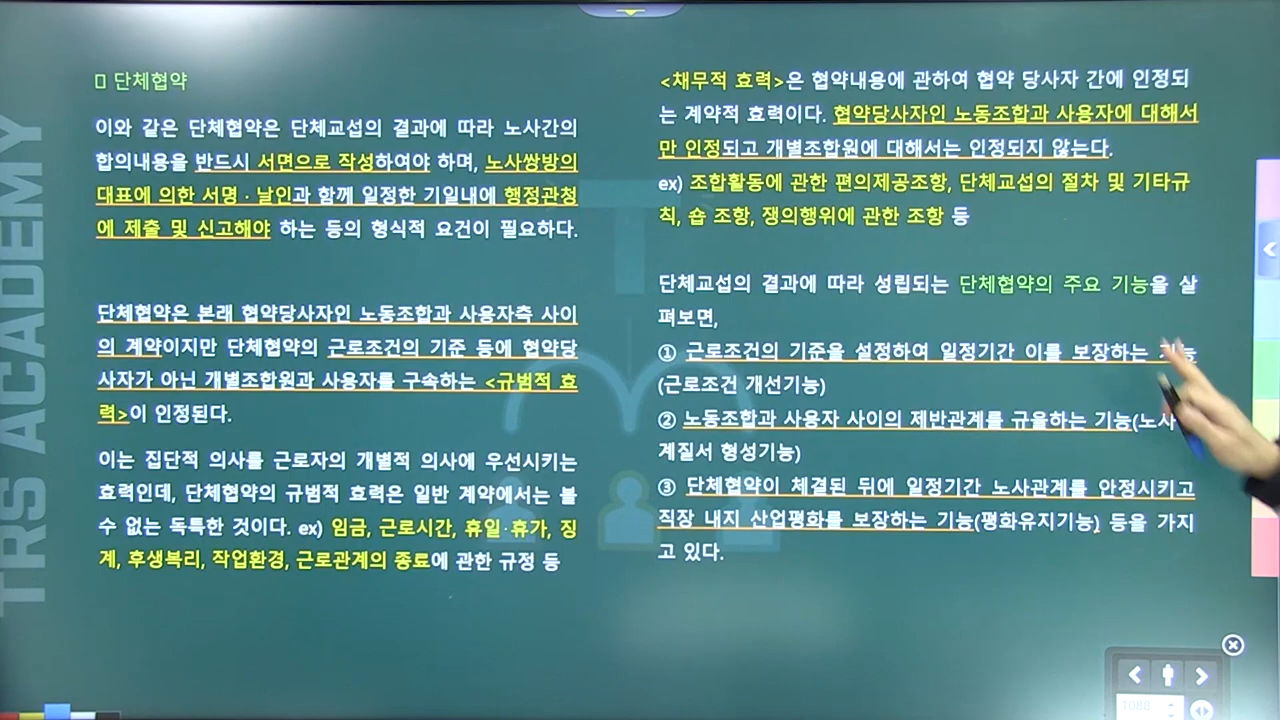 ▯ 단체협약
이와 같은 단체협약은 단체교섭의 결과에 따라 노사간의
합의내용을 반드시 서면으로 작성하여야 하며, 노사쌍방의
대표에 의한 서명 · 날인과 함께 일정한 기일내에 행정관청
에 제출 및 신고해야 하는 등의 형식적 요건이 필요하다.
단체협약은 본래 협약당사자인 노동조합과 사용자측 사이
의 계약이지만 단체협약의 근로조건의 기준 등에 협약당
사자가 아닌 개별조합원과 사용자를 구속하는 <규범적 효
력>이 인정된다.
이는 집단적 의사를 근로자의 개별적 의사에 우선시키는
효력인데, 단체협약의 규범적 효력은 일반 계약에서는 볼
수 없는 독특한 것이다. ex) 임금, 근로시간, 휴일·휴가, 징
계, 후생복리, 작업환경, 근로관계의 종료에 관한 규정 등
<채무적 효력>은 협약내용에 관하여 협약 당사자 간에 인정되
는 계약적 효력이다. 협약당사자인 노동조합과 사용자에 대해서
만 인정되고 개별조합원에 대해서는 인정되지 않는다.
ex) 조합활동에 관한 편의제공조항, 단체교섭의 절차 및 기타규
칙, 숍 조항, 쟁의행위에 관한 조항 등
단체교섭의 결과에 따라 성립되는 단체협약의 주요 기능을 살
펴보면,
① 근로조건의 기준을 설정하여 일정기간 이를 보장하는 기능
(근로조건 개선기능)
② 노동조합과 사용자 사이의 제반관계를 규율하는 기능(노사
계질서 형성기능)
③ 단체협약이 체결된 뒤에 일정기간 노사관계를 안정시키고
직장 내지 산업평화를 보장하는 기능(평화유지기능) 등을 가지
고 있다.
TRS ACADEMY
1088